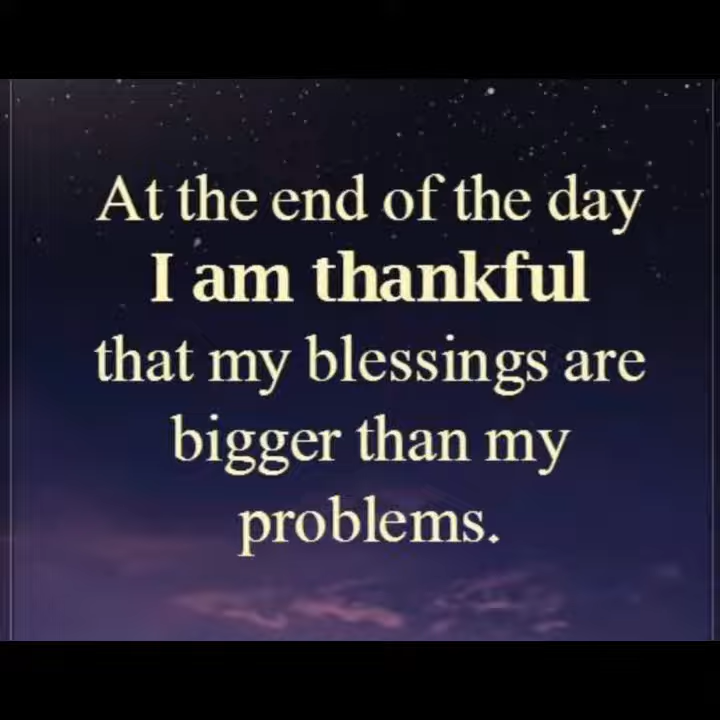 At the end of the day
I am thankful
that my blessings are
bigger than my
problems.